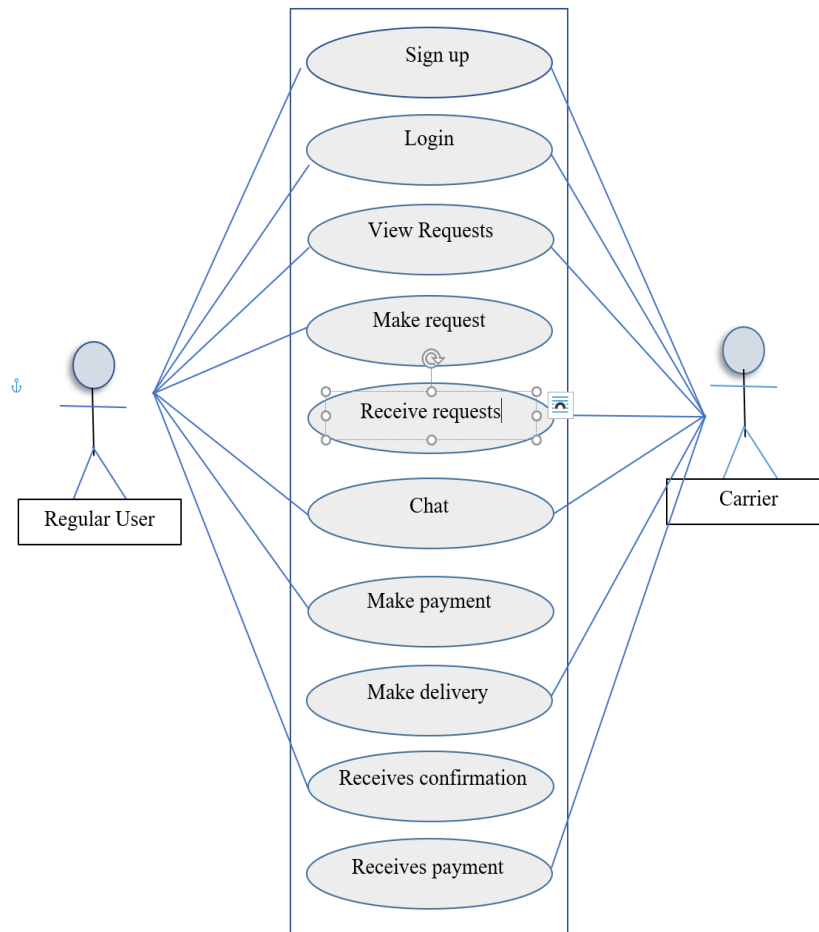 Sign up
Login
View Requests
Make request
Receive requests
Chat
Regular User
Carrier
Make payment
Make delivery
Receives confirmation
Receives payment